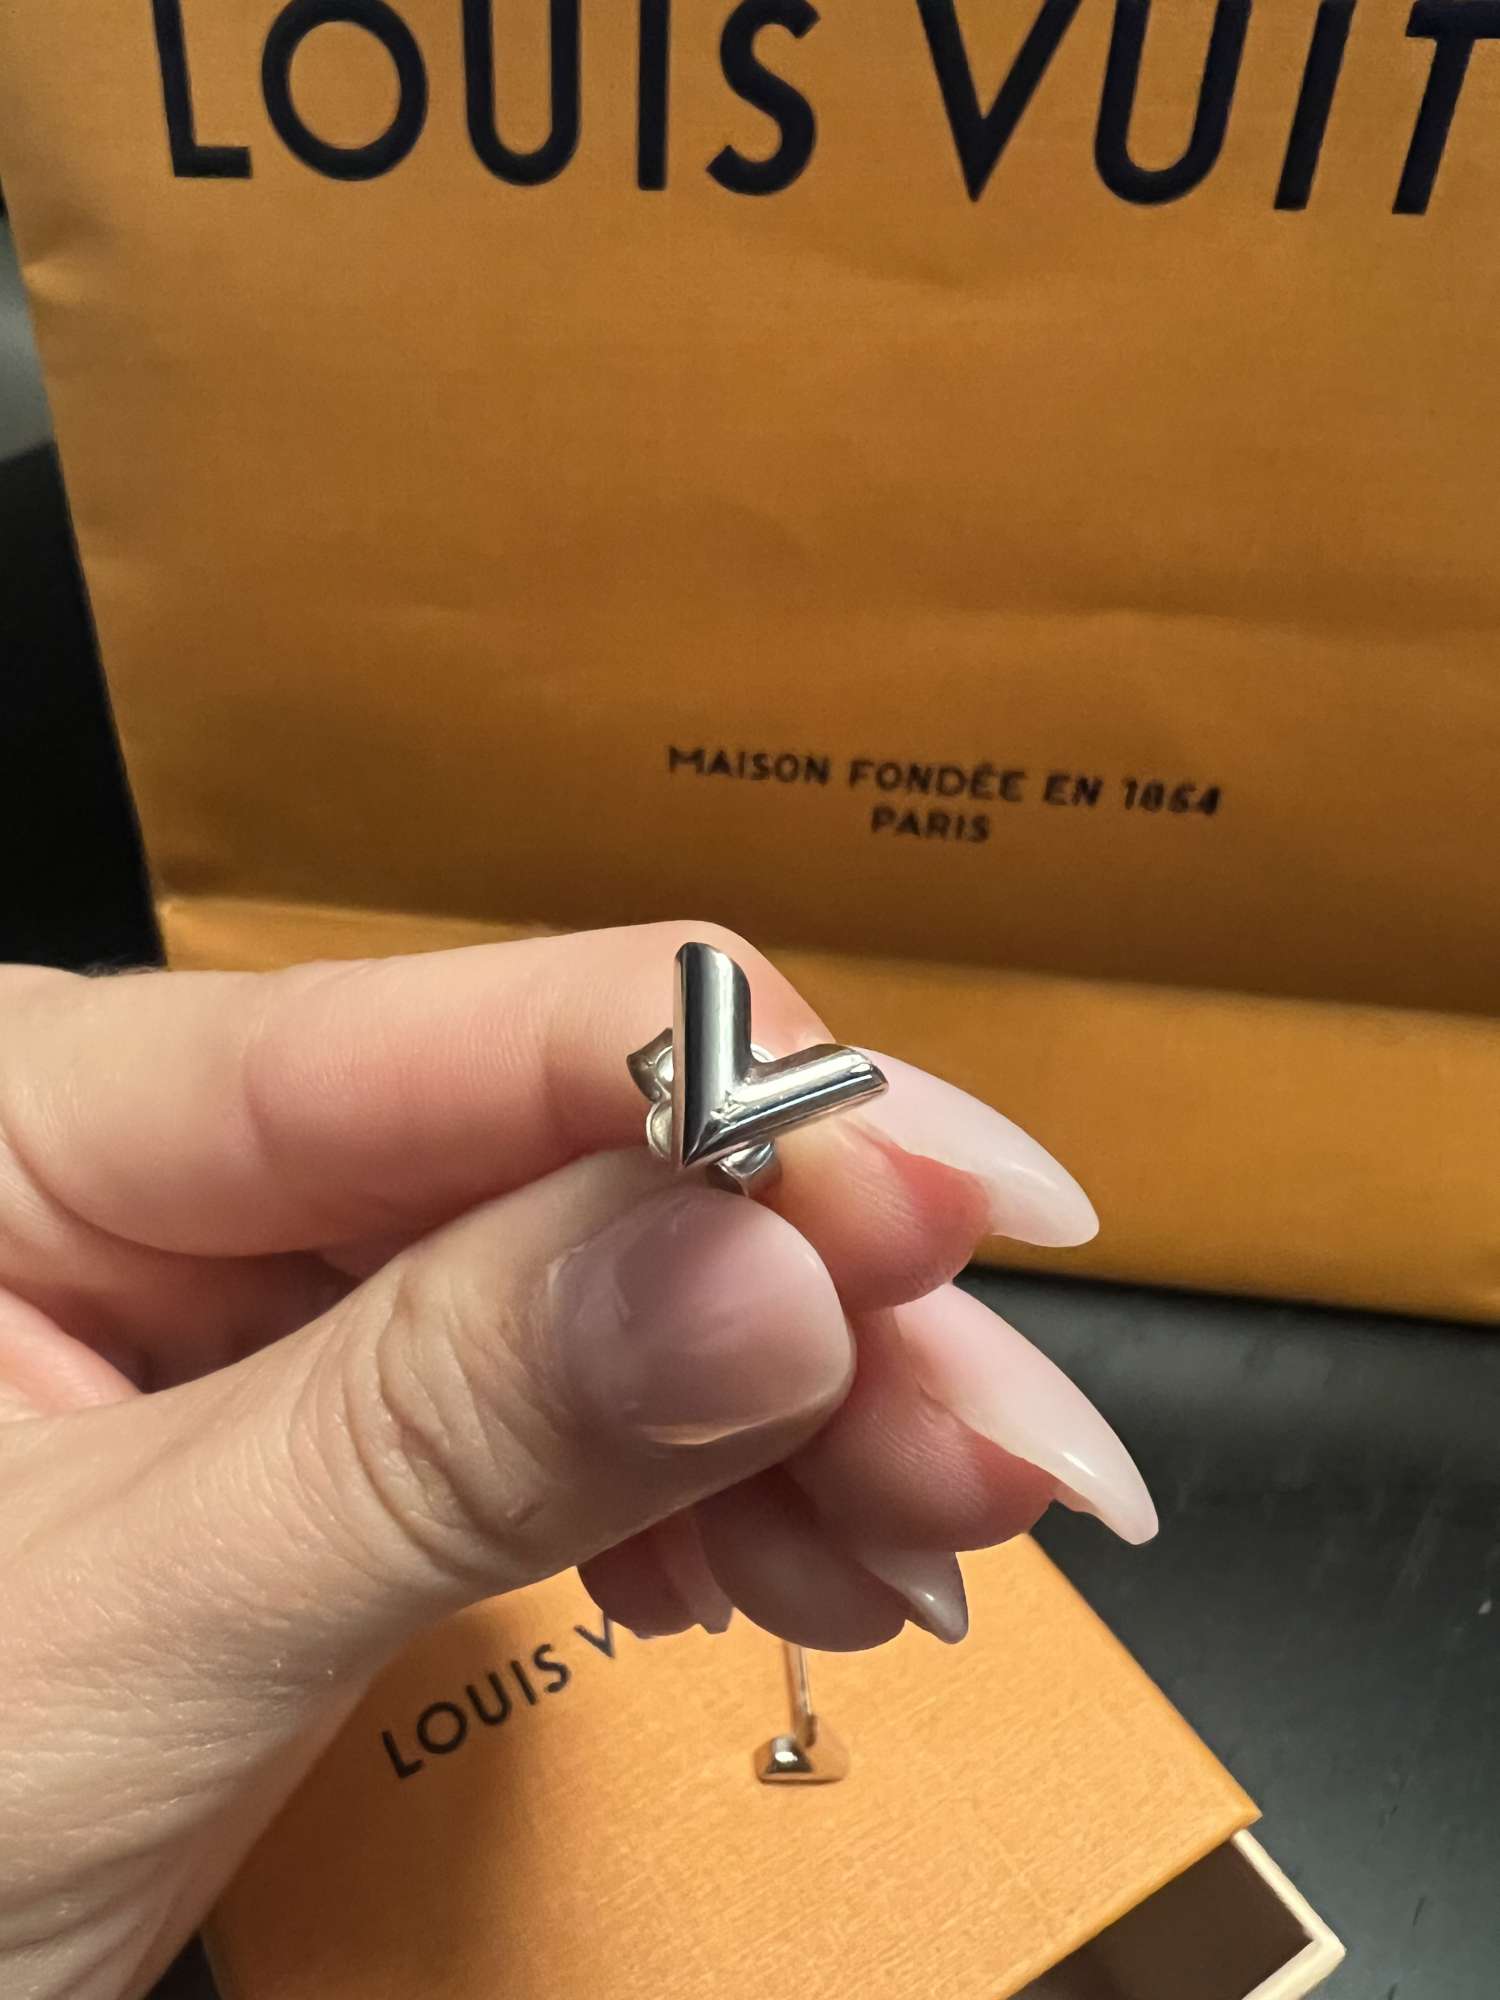 LOUIS VUIT
MAISON FONDÉE EN 1864
PARIS
LOUIS V